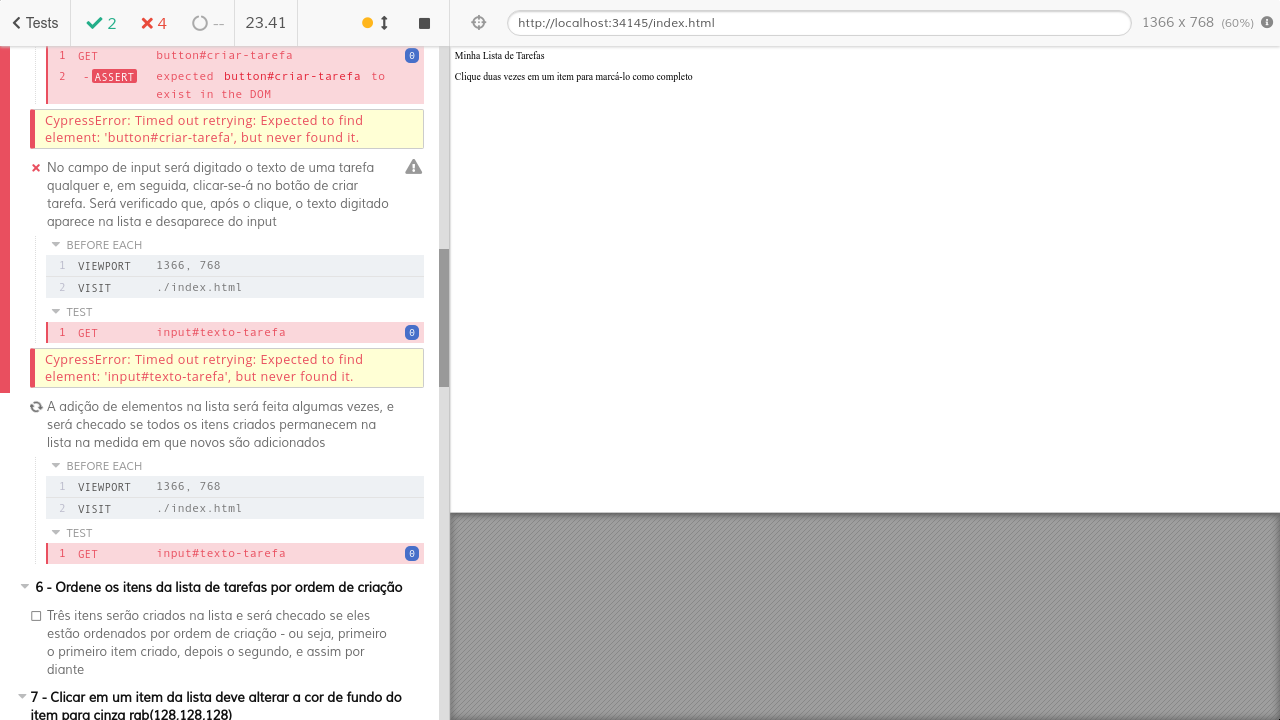 Tests
2
4
--
23.41
http://localhost:34145/index.html
1366 x 768 (60%)
1 GET button#criar-tarefa 0
2 -ASSERT expected button#criar-tarefa to
exist in the DOM
CypressError: Timed out retrying: Expected to find
element: 'button#criar-tarefa', but never found it.
No campo de input será digitado o texto de uma tarefa
qualquer e, em seguida, clicar-se-á no botão de criar
tarefa. Será verificado que, após o clique, o texto digitado
aparece na lista e desaparece do input
BEFORE EACH
1 VIEWPORT 1366, 768
2 VISIT ./index.html
TEST
1 GET input#texto-tarefa 0
CypressError: Timed out retrying: Expected to find
element: 'input#texto-tarefa', but never found it.
A adição de elementos na lista será feita algumas vezes, e
será checado se todos os itens criados permanecem na
lista na medida em que novos são adicionados
BEFORE EACH
1 VIEWPORT 1366, 768
2 VISIT ./index.html
TEST
1 GET input#texto-tarefa 0
6 - Ordene os itens da lista de tarefas por ordem de criação
Três itens serão criados na lista e será checado se eles
estão ordenados por ordem de criação - ou seja, primeiro
o primeiro item criado, depois o segundo, e assim por
diante
7 - Clicar em um item da lista deve alterar a cor de fundo do
item para cinza rgb(128,128,128)
Minha Lista de Tarefas
Clique duas vezes em um item para marcá-lo como completo